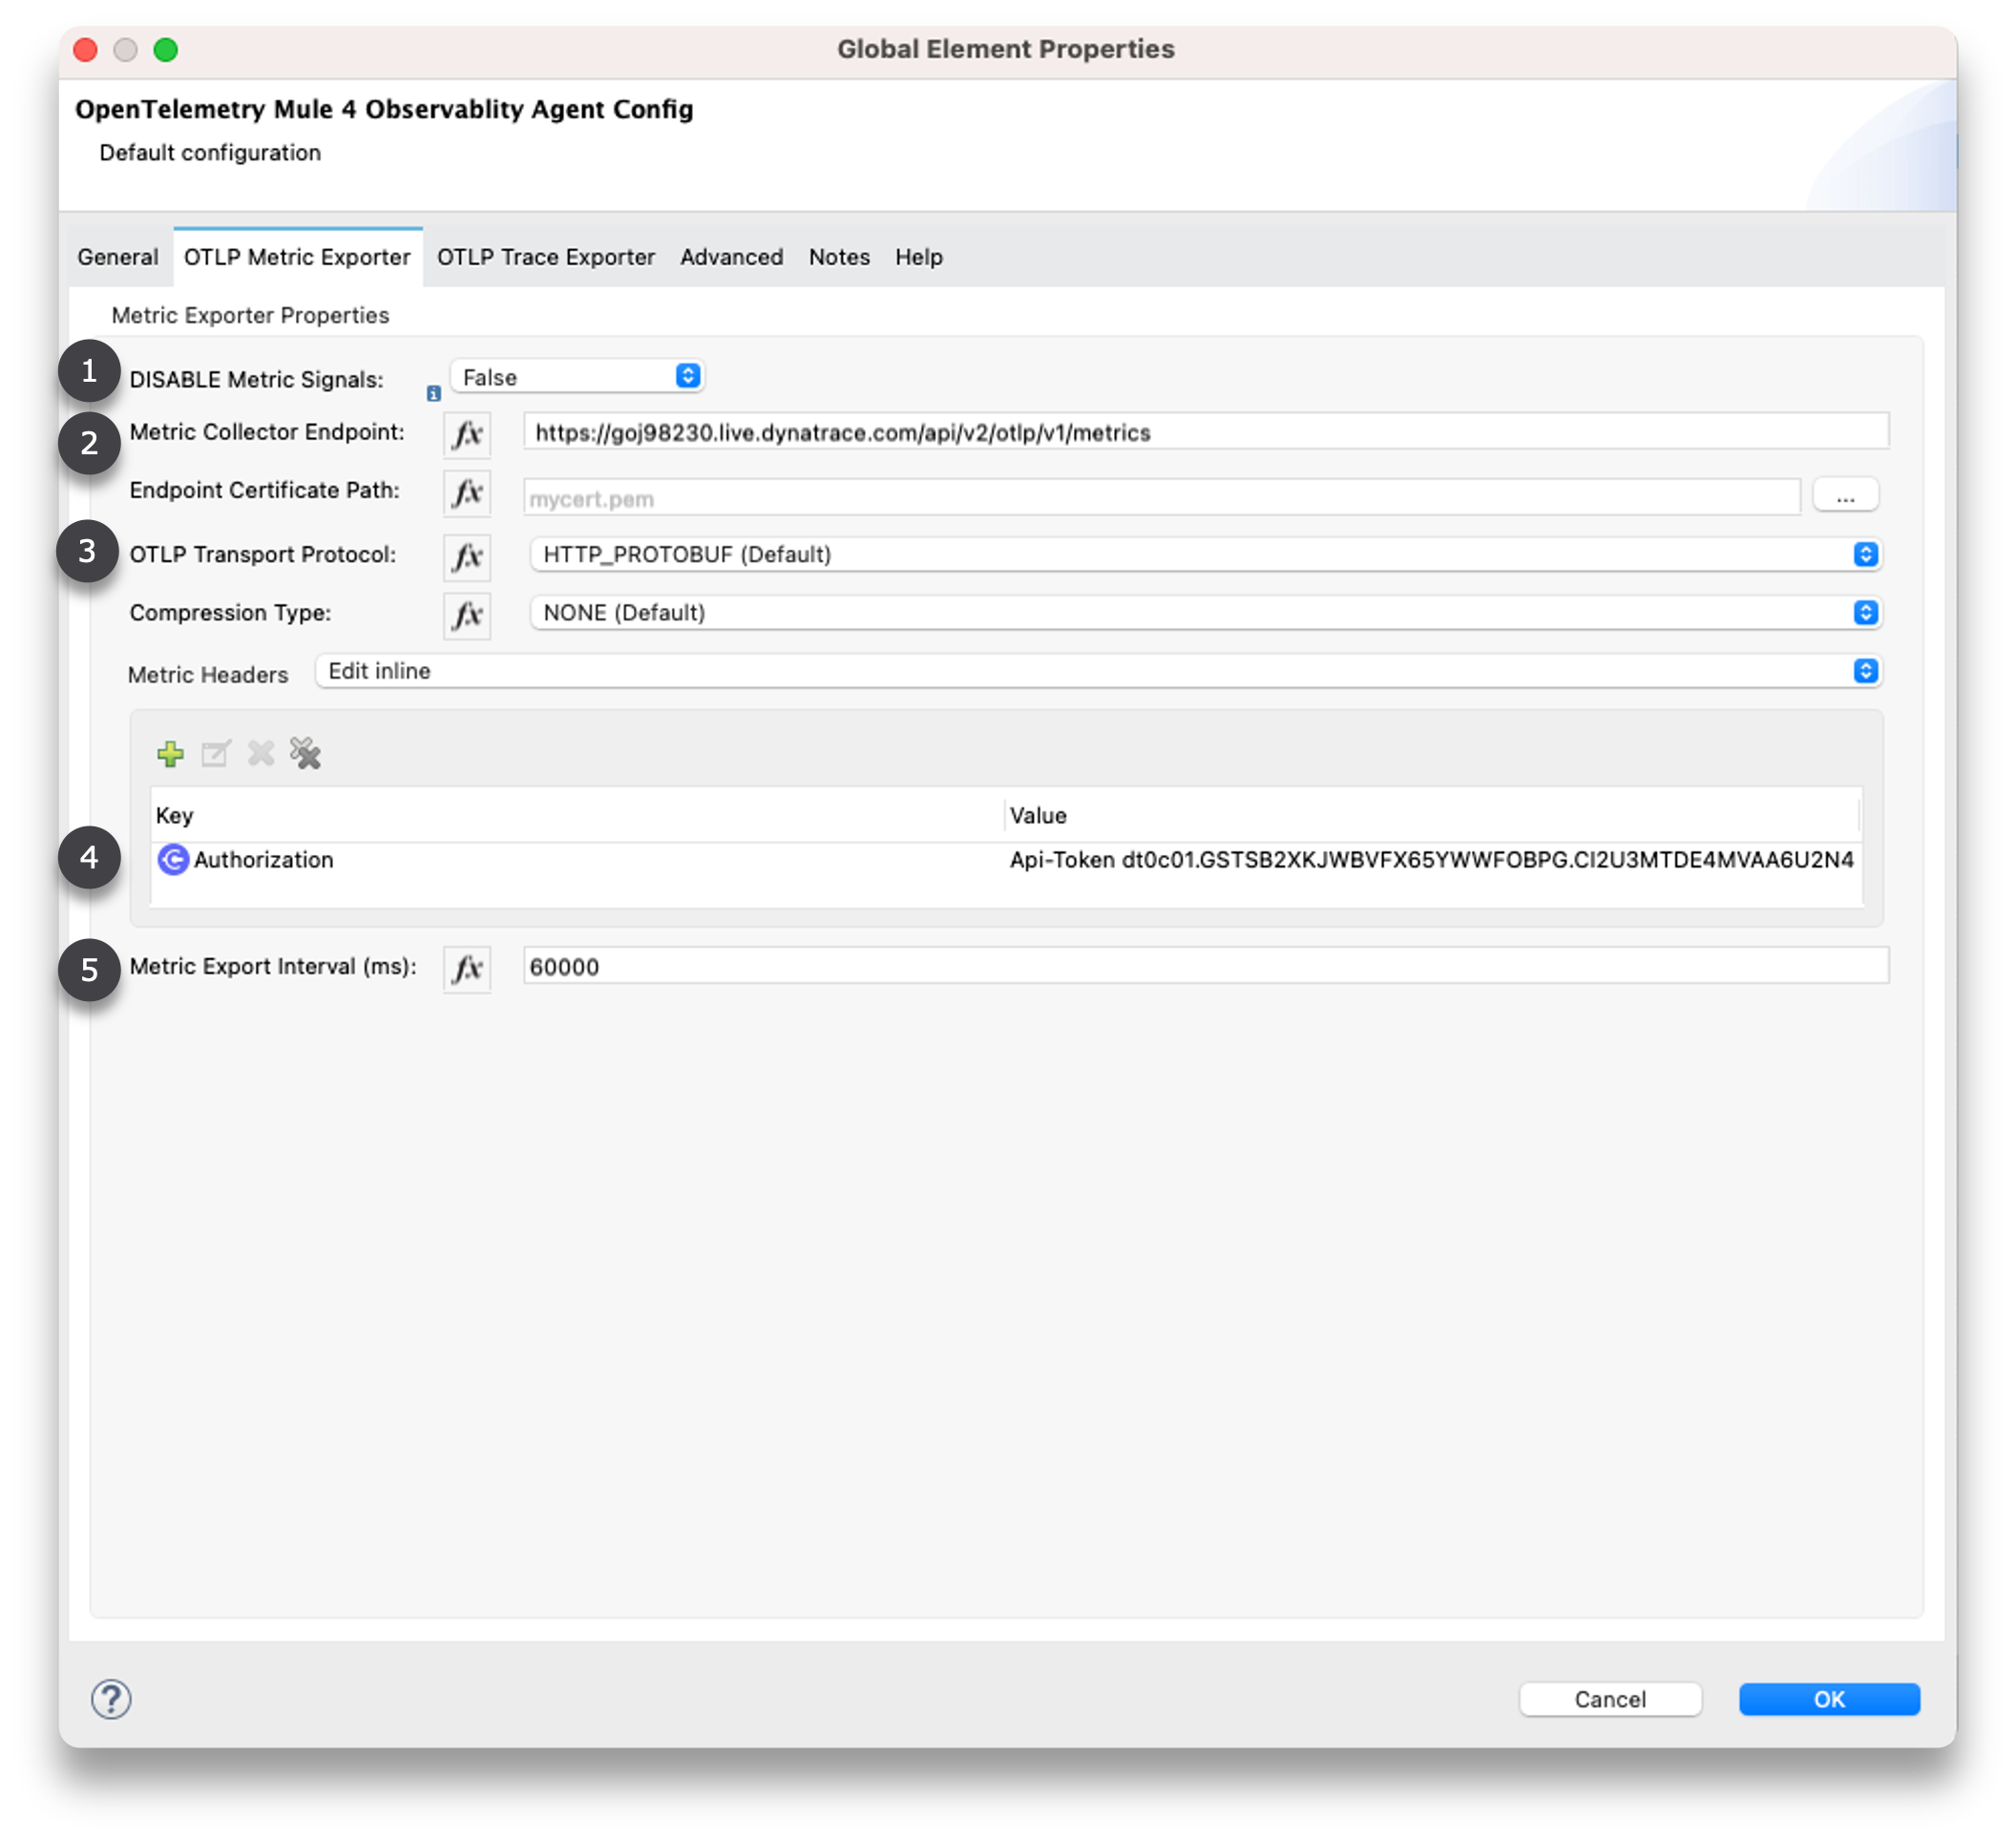 Global Element Properties
OpenTelemetry Mule 4 Observablity Agent Config
Default configuration
General OTLP Metric Exporter OTLP Trace Exporter Advanced Notes Help
Metric Exporter Properties
1 DISABLE Metric Signals: False
2 Metric Collector Endpoint: fx https://goj98230.live.dynatrace.com/api/v2/otlp/v1/metrics
Endpoint Certificate Path: fx mycert.pem ...
3 OTLP Transport Protocol: fx HTTP_PROTOBUF (Default)
Compression Type: fx NONE (Default)
Metric Headers Edit inline
Key Value
4 Authorization Api-Token dt0c01.GSTSB2XKJWBVFX65YWWFOBPG.CI2U3MTDE4MVAA6U2N4
5 Metric Export Interval (ms): fx 60000
? Cancel OK